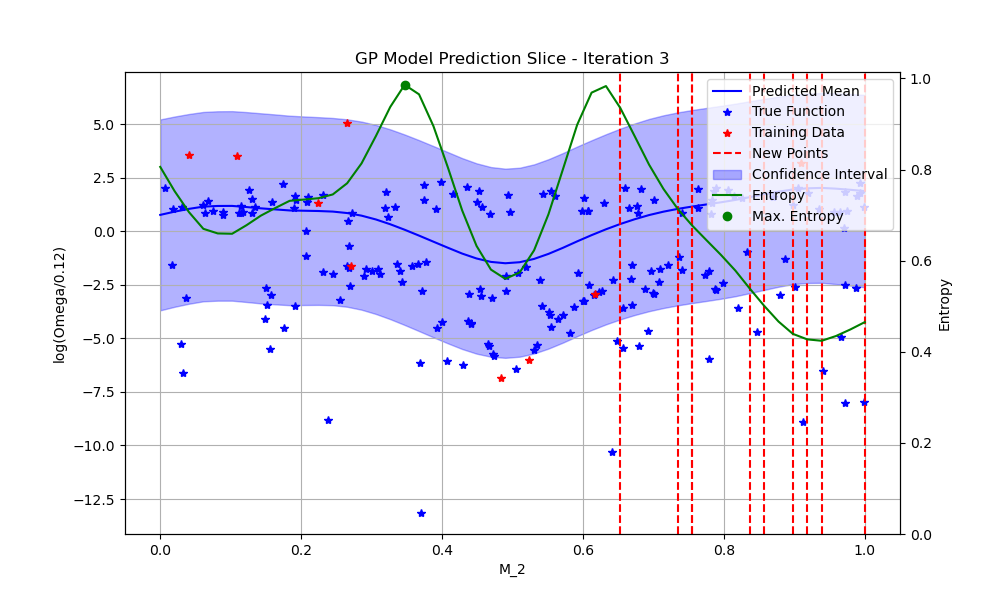 GP Model Prediction Slice - Iteration 3
Predicted Mean
True Function
Training Data
New Points
Confidence Interval
Entropy
Max. Entropy
log(Omega/0.12)
5.0
2.5
0.0
−2.5
−5.0
−7.5
−10.0
−12.5
1.0
0.8
0.6
0.4
0.2
0.0
Entropy
0.0 0.2 0.4 0.6 0.8 1.0
M_2